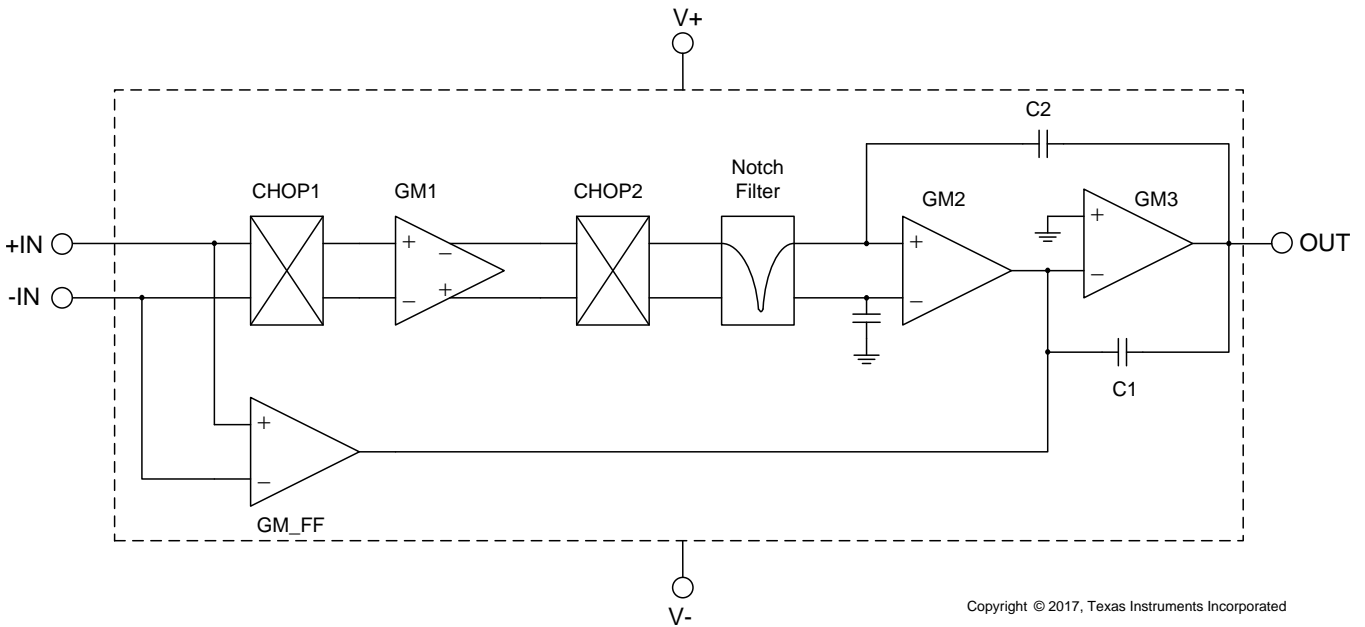 V+
C2
Notch
Filter
CHOP1
GM1
CHOP2
GM2
GM3
+
+IN
+ −
+
OUT
-IN
− +
−
−
C1
+
−
GM_FF
V-
Copyright © 2017, Texas Instruments Incorporated